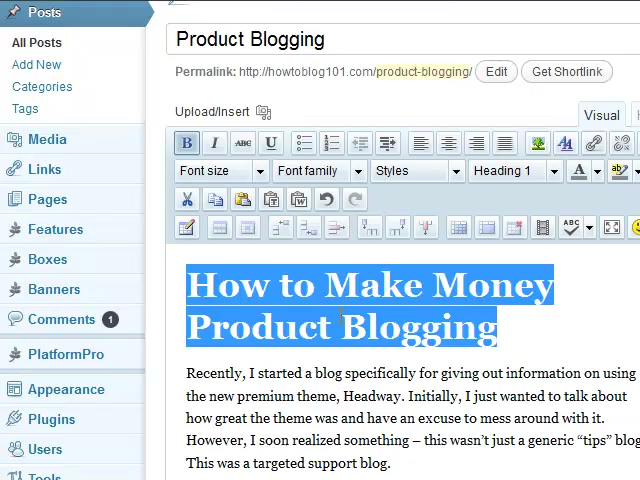 Posts
All Posts
Add New
Categories
Tags
Media
Links
Pages
Features
Boxes
Banners
Comments 1
PlatformPro
Appearance
Plugins
Users
Tools
Product Blogging
Permalink: http://howtoblog101.com/product-blogging/ Edit Get Shortlink
Upload/Insert
Visual
B I ABC U
Font size Font family Styles Heading 1 A ab
ABC
How to Make Money
Product Blogging
Recently, I started a blog specifically for giving out information on using
the new premium theme, Headway. Initially, I just wanted to talk about
how great the theme was and have an excuse to mess around with it.
However, I soon realized something – this wasn't just a generic “tips” blog
This was a targeted support blog.